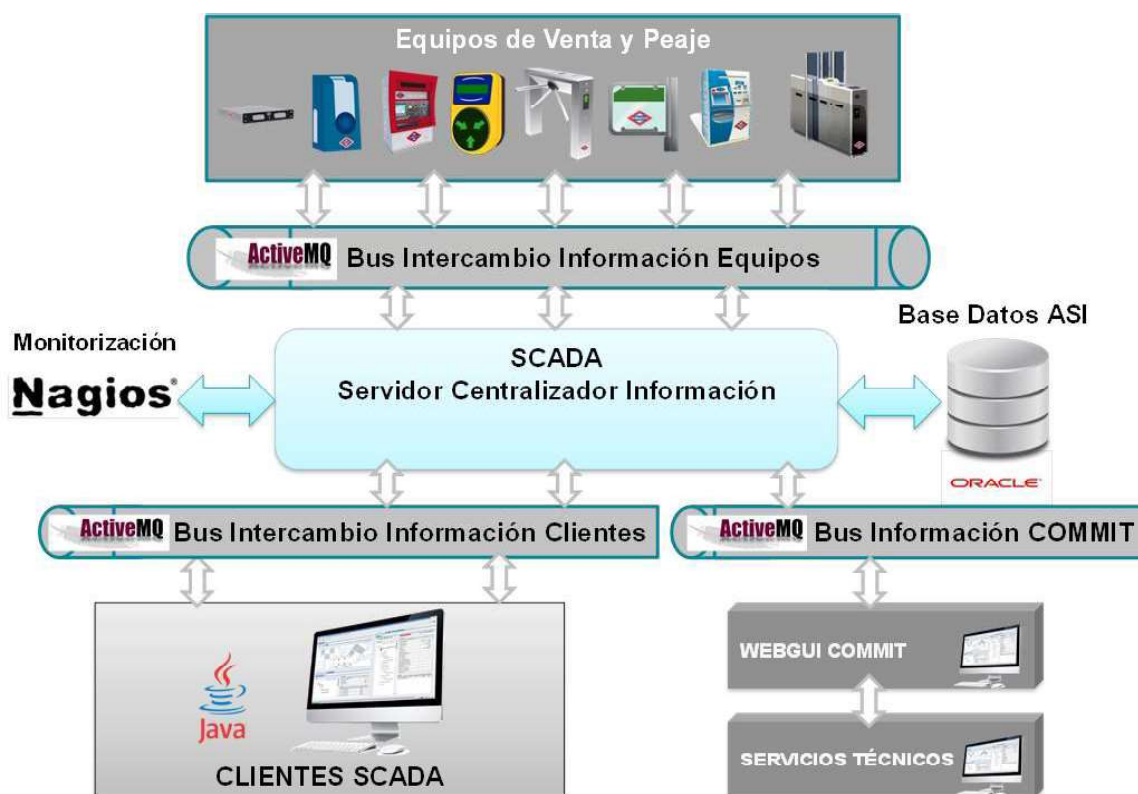 Equipos de Venta y Peaje
ActiveMQ Bus Intercambio Información Equipos
Base Datos ASI
Monitorización
Nagios®
SCADA
Servidor Centralizador Información
ORACLE
ActiveMQ Bus Intercambio Información Clientes
ActiveMQ Bus Información COMMIT
WEBGUI COMMIT
Java
SERVICIOS TÉCNICOS
CLIENTES SCADA